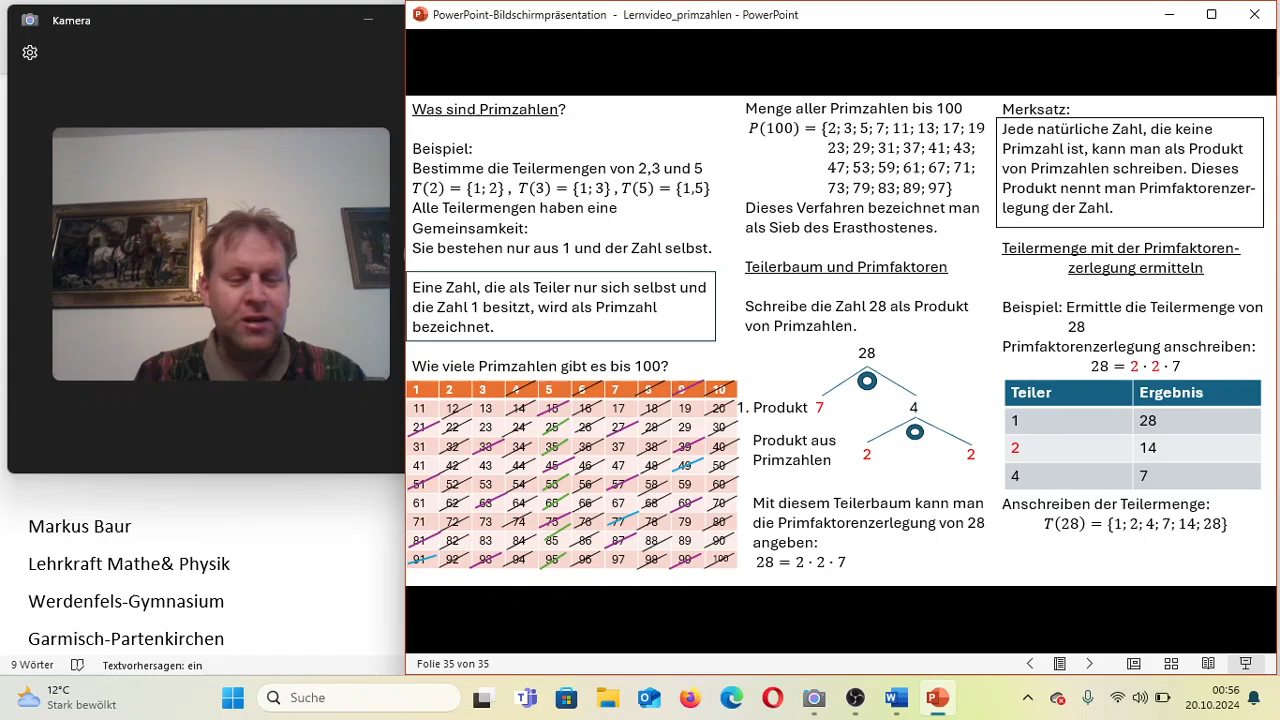 Kamera
PowerPoint-Bildschirmpräsentation - Lernvideo_primzahlen - PowerPoint
Was sind Primzahlen?
Beispiel:
Bestimme die Teilermengen von 2,3 und 5
T(2) = {1; 2} , T(3) = {1; 3} , T(5) = {1,5}
Alle Teilermengen haben eine
Gemeinsamkeit:
Sie bestehen nur aus 1 und der Zahl selbst.
Eine Zahl, die als Teiler nur sich selbst und
die Zahl 1 besitzt, wird als Primzahl
bezeichnet.
Wie viele Primzahlen gibt es bis 100?
1 2 3 4 5 6 7 8 9 10
11 12 13 14 15 16 17 18 19 20
21 22 23 24 25 26 27 28 29 30
31 32 33 34 35 36 37 38 39 40
41 42 43 44 45 46 47 48 49 50
51 52 53 54 55 56 57 58 59 60
61 62 63 64 65 66 67 68 69 70
71 72 73 74 75 76 77 78 79 80
81 82 83 84 85 86 87 88 89 90
91 92 93 94 95 96 97 98 99 100
Menge aller Primzahlen bis 100
P(100) = {2; 3; 5; 7; 11; 13; 17; 19
23; 29; 31; 37; 41; 43;
47; 53; 59; 61; 67; 71;
73; 79; 83; 89; 97}
Dieses Verfahren bezeichnet man
als Sieb des Erasthostenes.
Teilerbaum und Primfaktoren
Schreibe die Zahl 28 als Produkt
von Primzahlen.
28
1. Produkt 7 4
Produkt aus
Primzahlen
2 2
Mit diesem Teilerbaum kann man
die Primfaktorenzerlegung von 28
angeben:
28 = 2 · 2 · 7
Merksatz:
Jede natürliche Zahl, die keine
Primzahl ist, kann man als Produkt
von Primzahlen schreiben. Dieses
Produkt nennt man Primfaktorenzer-
legung der Zahl.
Teilermenge mit der Primfaktoren-
zerlegung ermitteln
Beispiel: Ermittle die Teilermenge von
28
Primfaktorenzerlegung anschreiben:
28 = 2 · 2 · 7
Teiler Ergebnis
1 28
2 14
4 7
Anschreiben der Teilermenge:
T(28) = {1; 2; 4; 7; 14; 28}
Markus Baur
Lehrkraft Mathe& Physik
Werdenfels-Gymnasium
Garmisch-Partenkirchen
9 Wörter Textvorhersagen: ein
Folie 35 von 35
12°C
Stark bewölkt
Suche
00:56
20.10.2024